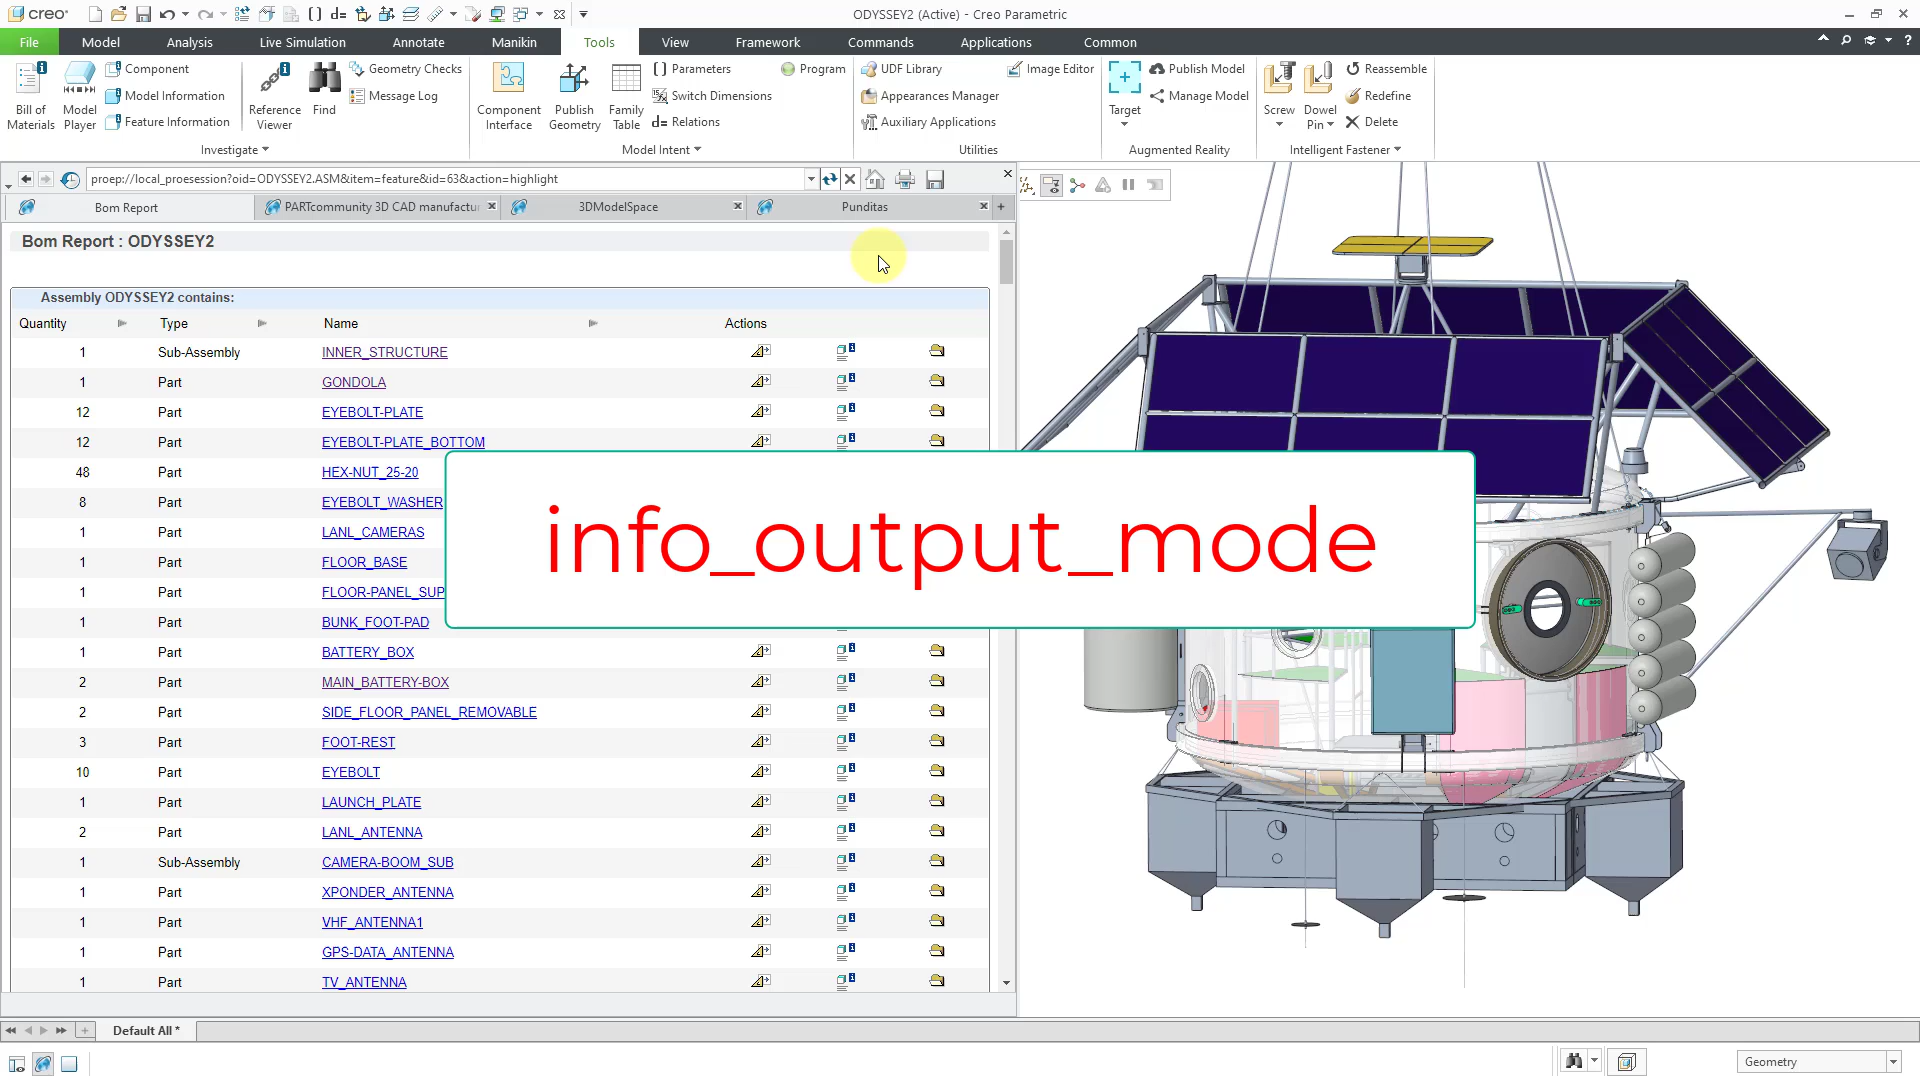 creo
ODYSSEY2 (Active) - Creo Parametric
File Model Analysis Live Simulation Annotate Manikin Tools View Framework Commands Applications Common
Bill of Materials
Model Player
Component
Model Information
Feature Information
Reference Viewer
Find
Geometry Checks
Message Log
Investigate
Component Interface
Publish Geometry
Family Table
Parameters
Switch Dimensions
d= Relations
Program
Model Intent
UDF Library
Appearances Manager
Auxiliary Applications
Image Editor
Utilities
Target
Publish Model
Manage Model
Augmented Reality
Screw
Dowel Pin
Reassemble
Redefine
Delete
Intelligent Fastener
proep://local_proesession?oid=ODYSSEY2.ASM&item=feature&id=63&action=highlight
Bom Report PARTcommunity 3D CAD manufactu 3DModelSpace Punditas
Bom Report : ODYSSEY2
Assembly ODYSSEY2 contains:
Quantity Type Name Actions
1 Sub-Assembly INNER_STRUCTURE
1 Part GONDOLA
12 Part EYEBOLT-PLATE
12 Part EYEBOLT-PLATE_BOTTOM
48 Part HEX-NUT_25-20
8 Part EYEBOLT_WASHER
1 Part LANL_CAMERAS
1 Part FLOOR_BASE
1 Part FLOOR-PANEL_SUP
1 Part BUNK_FOOT-PAD
info_output_mode
1 Part BATTERY_BOX
2 Part MAIN_BATTERY-BOX
2 Part SIDE_FLOOR_PANEL_REMOVABLE
3 Part FOOT-REST
10 Part EYEBOLT
1 Part LAUNCH_PLATE
2 Part LANL_ANTENNA
1 Sub-Assembly CAMERA-BOOM_SUB
1 Part XPONDER_ANTENNA
1 Part VHF_ANTENNA1
1 Part GPS-DATA_ANTENNA
1 Part TV_ANTENNA
Default All *
Geometry